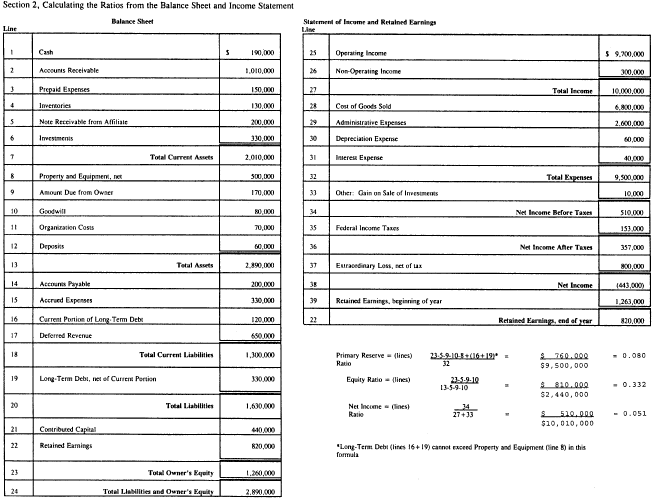 Section 2, Calculating the Ratios from the Balance Sheet and Income Statement
Balance Sheet
Line
1 Cash $ 190,000
2 Accounts Receivable 1,010,000
3 Prepaid Expenses 150,000
4 Inventories 130,000
5 Note Receivable from Affiliate 200,000
6 Investments 330,000
7 Total Current Assets 2,010,000
8 Property and Equipment, net 500,000
9 Amount Due from Owner 170,000
10 Goodwill 80,000
11 Organization Costs 70,000
12 Deposits 60,000
13 Total Assets 2,890,000
14 Accounts Payable 200,000
15 Accrued Expenses 330,000
16 Current Portion of Long-Term Debt 120,000
17 Deferred Revenue 650,000
18 Total Current Liabilities 1,300,000
19 Long-Term Debt, net of Current Portion 330,000
20 Total Liabilities 1,630,000
21 Contributed Capital 440,000
22 Retained Earnings 820,000
23 Total Owner's Equity 1,260,000
24 Total Liabilities and Owner's Equity 2,890,000
Statement of Income and Retained Earnings
Line
25 Operating Income $ 9,700,000
26 Non-Operating Income 300,000
27 Total Income 10,000,000
28 Cost of Goods Sold 6,800,000
29 Administrative Expenses 2,600,000
30 Depreciation Expense 60,000
31 Interest Expense 40,000
32 Total Expenses 9,500,000
33 Other: Gain on Sale of Investments 10,000
34 Net Income Before Taxes 510,000
35 Federal Income Taxes 153,000
36 Net Income After Taxes 357,000
37 Extraordinary Loss, net of tax 800,000
38 Net Income (443,000)
39 Retained Earnings, beginning of year 1,263,000
22 Retained Earnings, end of year 820,000
Primary Reserve = (lines) 23-5-9-10-8+(16+19)* = $ 760,000 = 0.080
Ratio 32 $9,500,000
Equity Ratio = (lines) 23-5-9-10 = $ 810,000 = 0.332
13-5-9-10 $2,440,000
Net Income = (lines) 34 = $ 510,000 = 0.051
Ratio 27+33 $10,010,000
*Long-Term Debt (lines 16+19) cannot exceed Property and Equipment (line 8) in this
formula